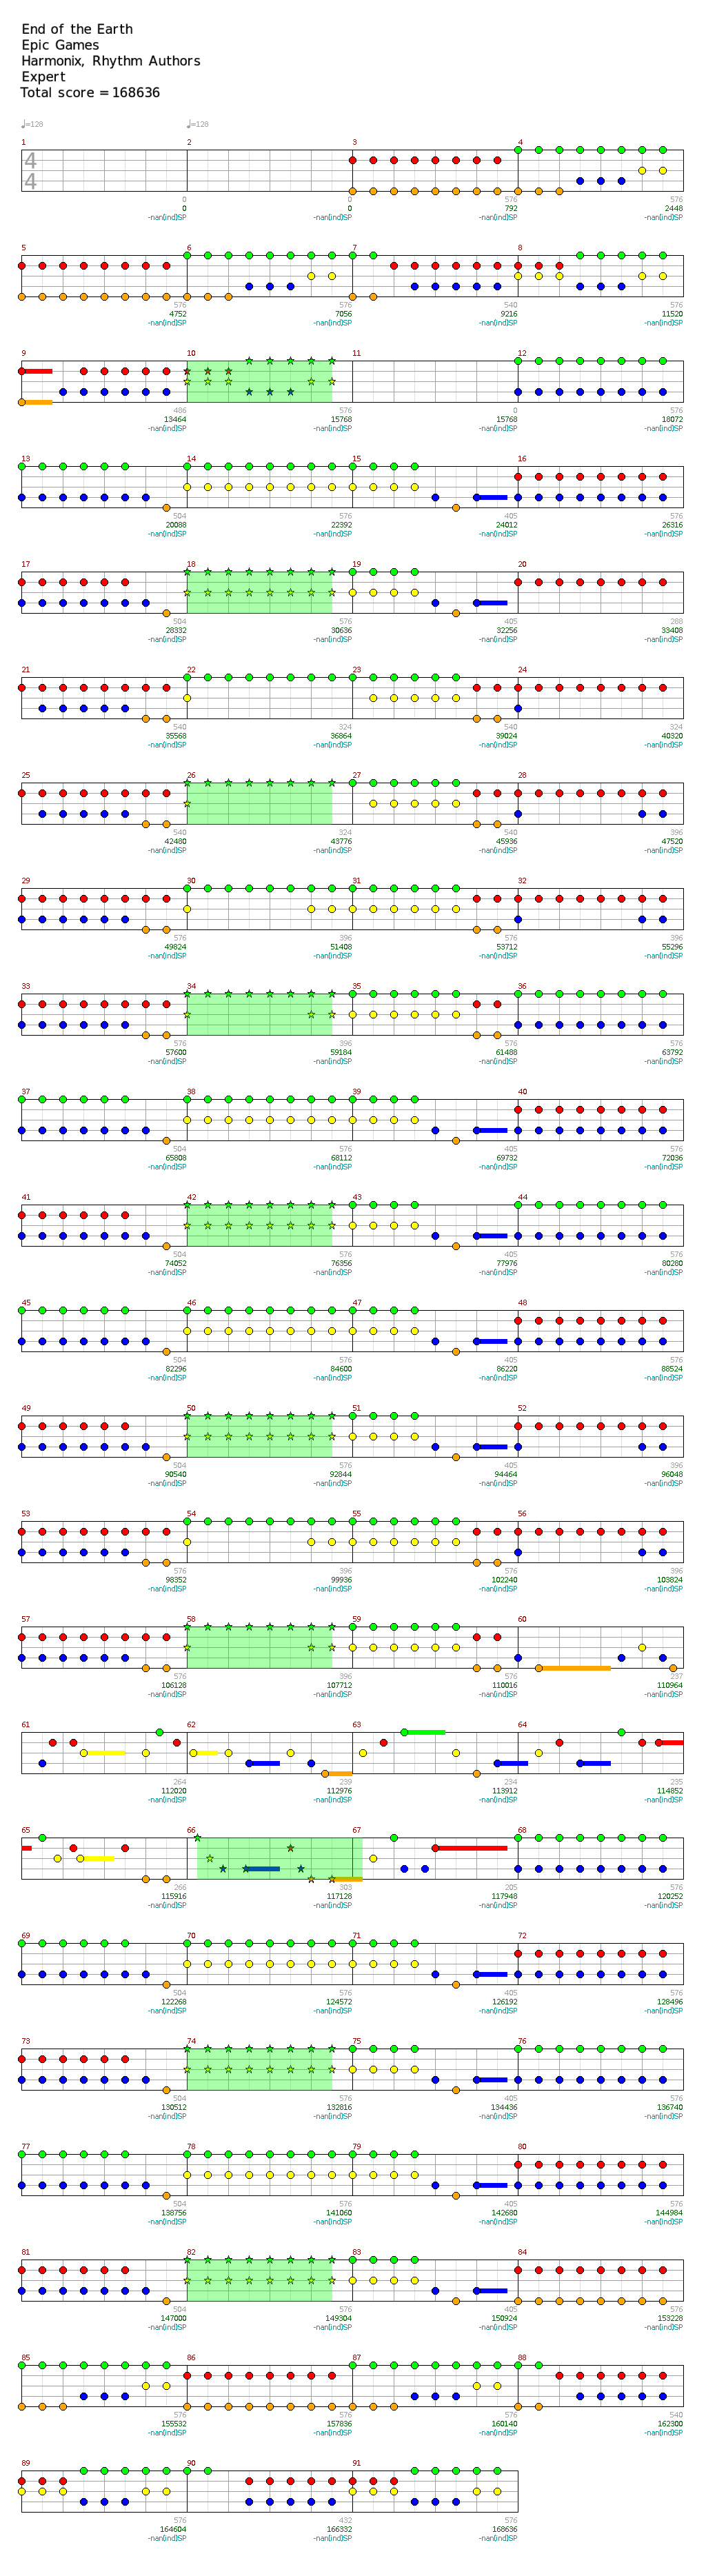 End of the Earth
Epic Games
Harmonix, Rhythm Authors
Expert
Total score = 168636
♩=128 ♩=128
1 2 3 4
4
4
0 0 576 576
0 0 792 2448
-nan(ind)SP -nan(ind)SP -nan(ind)SP -nan(ind)SP
5 6 7 8
576 576 540 576
4752 7056 9216 11520
-nan(ind)SP -nan(ind)SP -nan(ind)SP -nan(ind)SP
9 10 11 12
486 576 0 576
13464 15768 15768 18072
-nan(ind)SP -nan(ind)SP -nan(ind)SP -nan(ind)SP
13 14 15 16
504 576 405 576
20088 22392 24012 26316
-nan(ind)SP -nan(ind)SP -nan(ind)SP -nan(ind)SP
17 18 19 20
504 576 405 288
28332 30636 32256 33408
-nan(ind)SP -nan(ind)SP -nan(ind)SP -nan(ind)SP
21 22 23 24
540 324 540 324
35568 36864 39024 40320
-nan(ind)SP -nan(ind)SP -nan(ind)SP -nan(ind)SP
25 26 27 28
540 324 540 396
42480 43776 45936 47520
-nan(ind)SP -nan(ind)SP -nan(ind)SP -nan(ind)SP
29 30 31 32
576 396 576 396
49824 51408 53712 55296
-nan(ind)SP -nan(ind)SP -nan(ind)SP -nan(ind)SP
33 34 35 36
576 396 576 576
57600 59184 61488 63792
-nan(ind)SP -nan(ind)SP -nan(ind)SP -nan(ind)SP
37 38 39 40
504 576 405 576
65808 68112 69732 72036
-nan(ind)SP -nan(ind)SP -nan(ind)SP -nan(ind)SP
41 42 43 44
504 576 405 576
74052 76356 77976 80280
-nan(ind)SP -nan(ind)SP -nan(ind)SP -nan(ind)SP
45 46 47 48
504 576 405 576
82296 84600 86220 88524
-nan(ind)SP -nan(ind)SP -nan(ind)SP -nan(ind)SP
49 50 51 52
504 576 405 396
90540 92844 94464 96048
-nan(ind)SP -nan(ind)SP -nan(ind)SP -nan(ind)SP
53 54 55 56
576 396 576 396
98352 99936 102240 103824
-nan(ind)SP -nan(ind)SP -nan(ind)SP -nan(ind)SP
57 58 59 60
576 396 576 237
106128 107712 110016 110964
-nan(ind)SP -nan(ind)SP -nan(ind)SP -nan(ind)SP
61 62 63 64
264 239 234 235
112020 112976 113912 114852
-nan(ind)SP -nan(ind)SP -nan(ind)SP -nan(ind)SP
65 66 67 68
266 303 205 576
115916 117128 117948 120252
-nan(ind)SP -nan(ind)SP -nan(ind)SP -nan(ind)SP
69 70 71 72
504 576 405 576
122268 124572 126192 128496
-nan(ind)SP -nan(ind)SP -nan(ind)SP -nan(ind)SP
73 74 75 76
504 576 405 576
130512 132816 134436 136740
-nan(ind)SP -nan(ind)SP -nan(ind)SP -nan(ind)SP
77 78 79 80
504 576 405 576
138756 141060 142680 144984
-nan(ind)SP -nan(ind)SP -nan(ind)SP -nan(ind)SP
81 82 83 84
504 576 405 576
147000 149304 150924 153228
-nan(ind)SP -nan(ind)SP -nan(ind)SP -nan(ind)SP
85 86 87 88
576 576 576 540
155532 157836 160140 162300
-nan(ind)SP -nan(ind)SP -nan(ind)SP -nan(ind)SP
89 90 91
576 432 576
164604 166332 168636
-nan(ind)SP -nan(ind)SP -nan(ind)SP